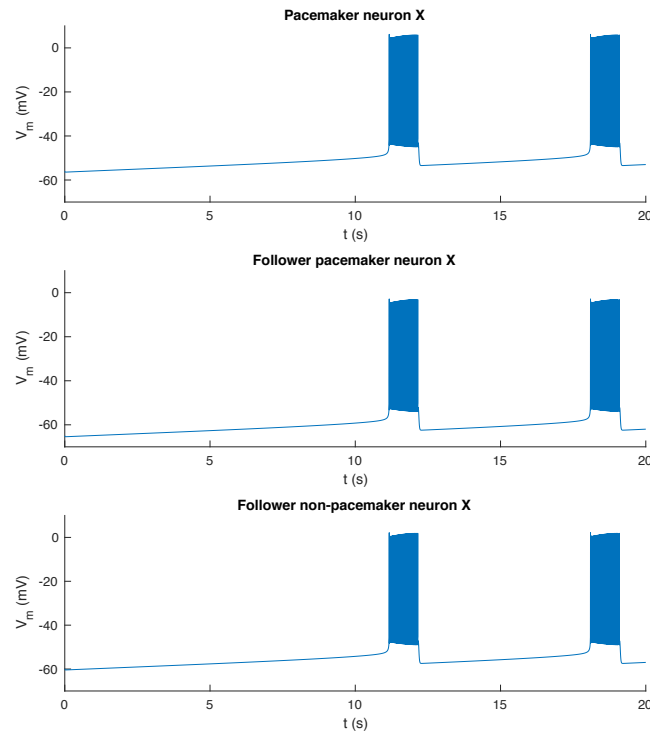 Pacemaker neuron X
0
-20
-40
-60
V_m (mV)
0 5 10 15 20
t (s)
Follower pacemaker neuron X
0
-20
-40
-60
V_m (mV)
0 5 10 15 20
t (s)
Follower non-pacemaker neuron X
0
-20
-40
-60
V_m (mV)
0 5 10 15 20
t (s)